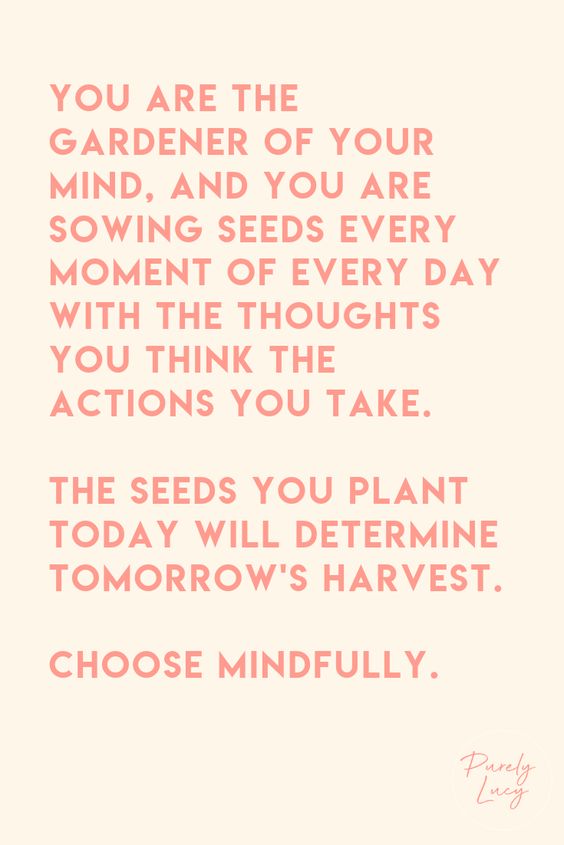 YOU ARE THE
GARDENER OF YOUR
MIND, AND YOU ARE
SOWING SEEDS EVERY
MOMENT OF EVERY DAY
WITH THE THOUGHTS
YOU THINK THE
ACTIONS YOU TAKE.
THE SEEDS YOU PLANT
TODAY WILL DETERMINE
TOMORROW'S HARVEST.
CHOOSE MINDFULLY.
Purely
Lucy